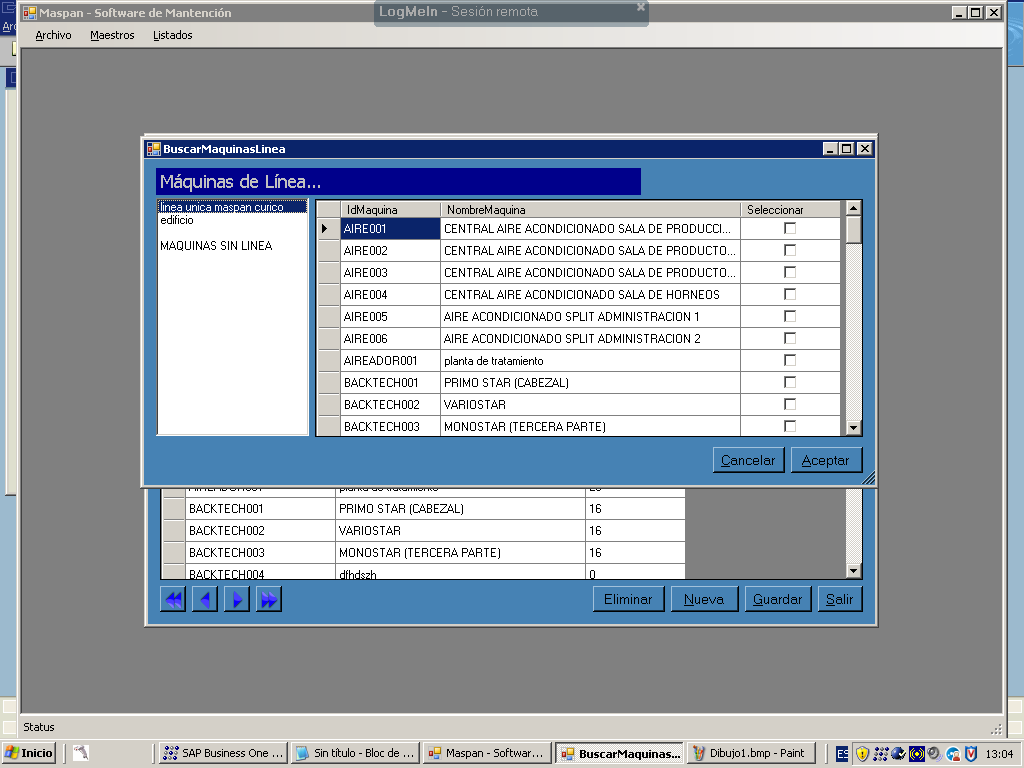 Maspan - Software de Mantención
LogMeIn - Sesión remota
Archivo Maestros Listados
BuscarMaquinasLinea
Máquinas de Línea...
linea unica maspan curico
edificio
MAQUINAS SIN LINEA
IdMaquina NombreMaquina Seleccionar
AIRE001 CENTRAL AIRE ACONDICIONADO SALA DE PRODUCCI...
AIRE002 CENTRAL AIRE ACONDICIONADO SALA DE PRODUCTO...
AIRE003 CENTRAL AIRE ACONDICIONADO SALA DE PRODUCTO...
AIRE004 CENTRAL AIRE ACONDICIONADO SALA DE HORNEOS
AIRE005 AIRE ACONDICIONADO SPLIT ADMINISTRACION 1
AIRE006 AIRE ACONDICIONADO SPLIT ADMINISTRACION 2
AIREADOR001 planta de tratamiento
BACKTECH001 PRIMO STAR (CABEZAL)
BACKTECH002 VARIOSTAR
BACKTECH003 MONOSTAR (TERCERA PARTE)
Cancelar Aceptar
AIREADOR001 planta de tratamiento
BACKTECH001 PRIMO STAR (CABEZAL) 16
BACKTECH002 VARIOSTAR 16
BACKTECH003 MONOSTAR (TERCERA PARTE) 16
BACKTECH004 dfhdszh 0
Eliminar Nueva Guardar Salir
Status
Inicio SAP Business One ... Sin título - Bloc de ... Maspan - Softwar... BuscarMaquinas... Dibujo1.bmp - Paint ES 13:04